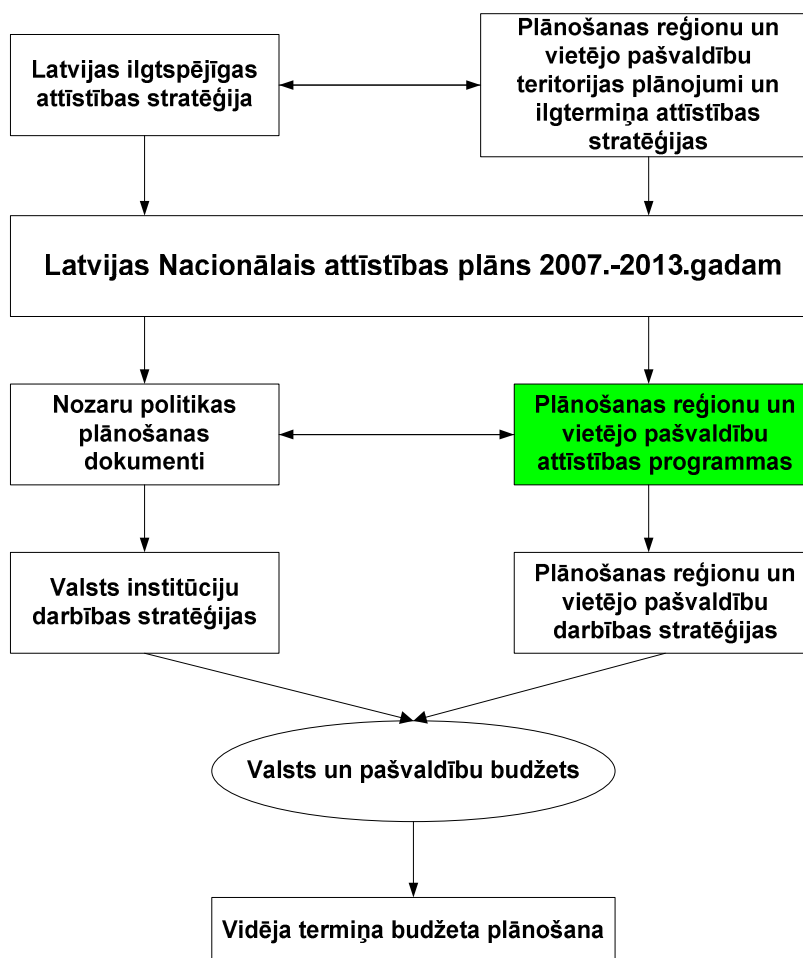 Latvijas ilgtspējīgas
attīstības stratēģija
Plānošanas reģionu un
vietējo pašvaldību
teritorijas plānojumi un
ilgtermiņa attīstības
stratēģijas
Latvijas Nacionālais attīstības plāns 2007.-2013.gadam
Nozaru politikas
plānošanas
dokumenti
Plānošanas reģionu un
vietējo pašvaldību
attīstības programmas
Valsts institūciju
darbības stratēģijas
Plānošanas reģionu un
vietējo pašvaldību
darbības stratēģijas
Valsts un pašvaldību budžets
Vidēja termiņa budžeta plānošana